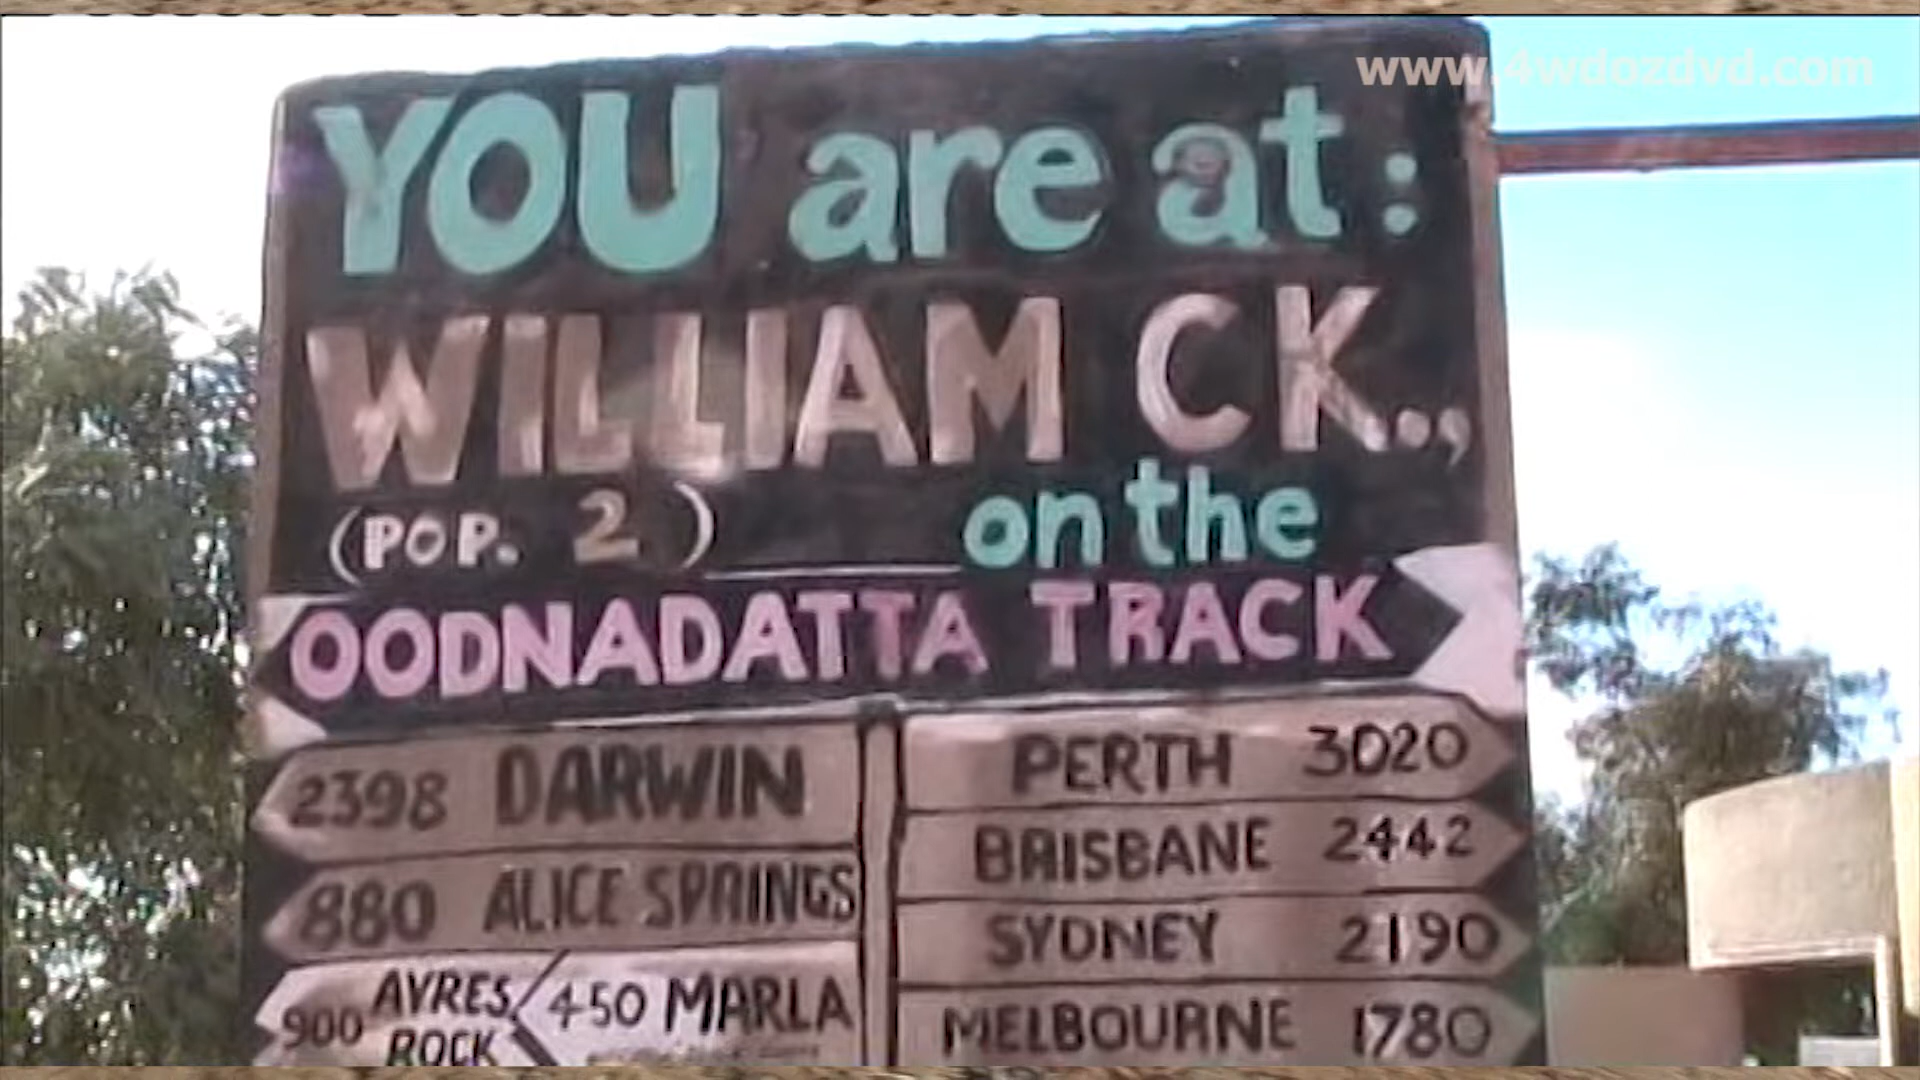 www.4wdozdvd.com
YOU are at:
WILLIAM CK.,
(POP. 2) on the
OODNADATTA TRACK
2398 DARWIN
880 ALICE SPRINGS
900 AYRES ROCK
450 MARLA
PERTH 3020
BRISBANE 2442
SYDNEY 2190
MELBOURNE 1780